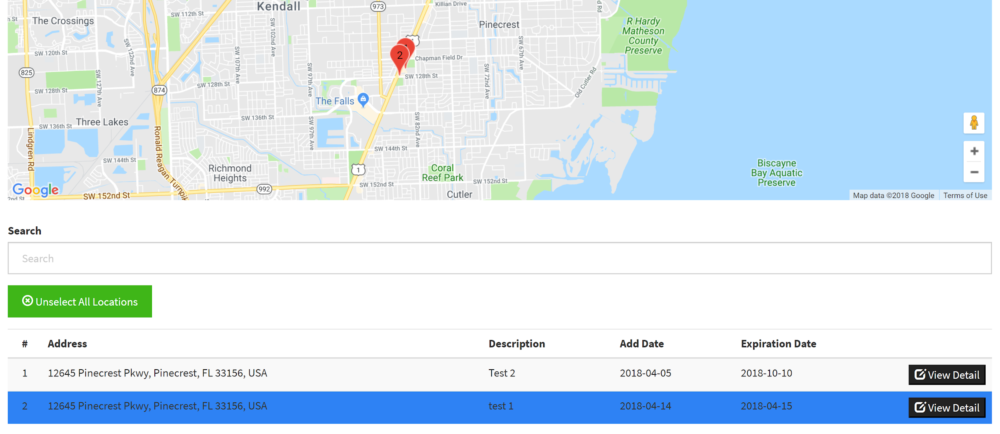 Kendall
973
Killian Drive
SW 112th St
The Crossings
Pinecrest
R Hardy
Matheson
County
Preserve
SW 102nd Ave
SW 122nd Ave
SW 120th St
SW 107th Ave
SW 67th Ave
2
Chapman Field Dr
825
SW 127th Ave
SW 97th Ave
SW 72nd Ave
SW 128th St
Old Cutler Rd
SW 128th St
874
SW 128th St
The Falls
Three Lakes
SW 136th St
SW 136th St
SW 82nd Ave
SW 97th Ave
Lindgren Rd
Ronald Reagan Turnpik
SW 144th St
SW 144th St
Richmond
Heights
1
Coral
Reef Park
Biscayne
Bay Aquatic
Preserve
SW 152nd St
SW 152nd St
992
Google
SW 152nd St
2nd St
Cutler
Map data ©2018 Google
Terms of Use
Search
Search
Unselect All Locations
# Address Description Add Date Expiration Date
1 12645 Pinecrest Pkwy, Pinecrest, FL 33156, USA Test 2 2018-04-05 2018-10-10 View Detail
2 12645 Pinecrest Pkwy, Pinecrest, FL 33156, USA test 1 2018-04-14 2018-04-15 View Detail